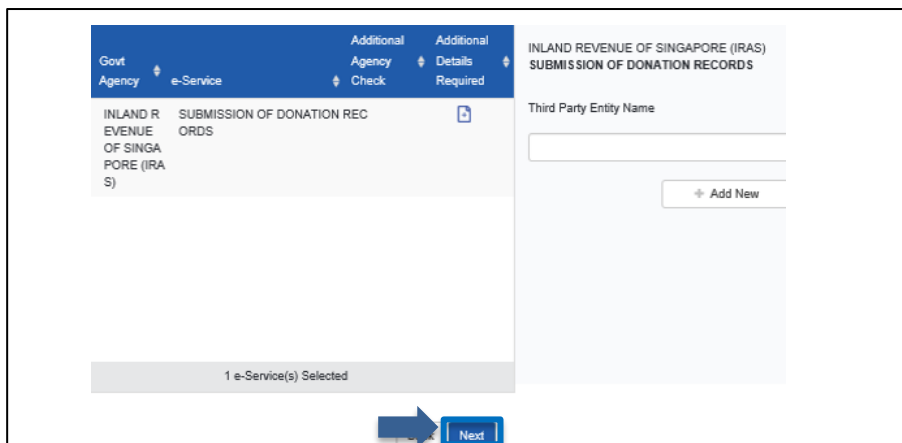 Additional Additional
Govt Agency Details
Agency e-Service Check Required
INLAND R SUBMISSION OF DONATION REC
EVENUE ORDS
OF SINGA
PORE (IRA
S)
1 e-Service(s) Selected
INLAND REVENUE OF SINGAPORE (IRAS)
SUBMISSION OF DONATION RECORDS
Third Party Entity Name
+ Add New
Next